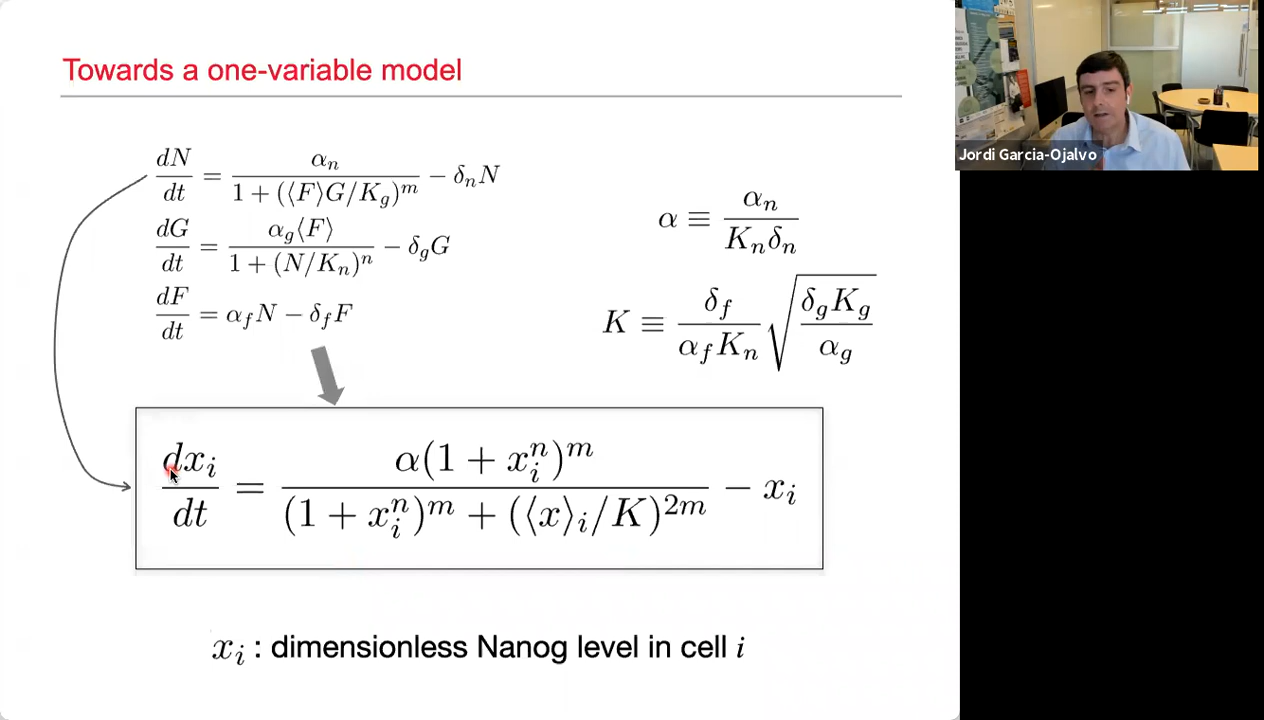 Towards a one-variable model
dN/dt = α_n/(1 + (⟨F⟩G/K_g)^m) − δ_n N
dG/dt = α_g⟨F⟩/(1 + (N/K_n)^n) − δ_g G
dF/dt = α_f N − δ_f F
α ≡ α_n/(K_n δ_n)
K ≡ δ_f/(α_f K_n) √(δ_g K_g/α_g)
dx_i/dt = α(1 + x_i^n)^m/((1 + x_i^n)^m + (⟨x⟩_i/K)^{2m}) − x_i
x_i : dimensionless Nanog level in cell i
Jordi Garcia-Ojalvo